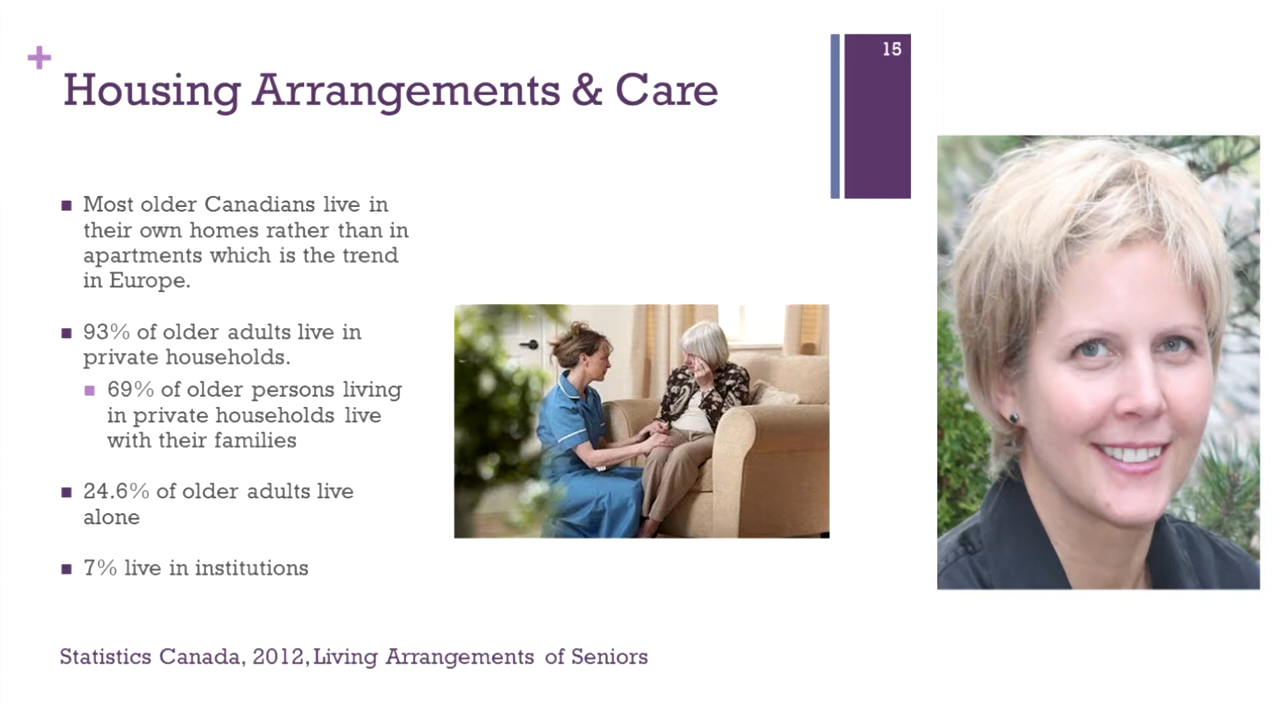 +
15
Housing Arrangements & Care
Most older Canadians live in
their own homes rather than in
apartments which is the trend
in Europe.
93% of older adults live in
private households.
69% of older persons living
in private households live
with their families
24.6% of older adults live
alone
7% live in institutions
Statistics Canada, 2012, Living Arrangements of Seniors